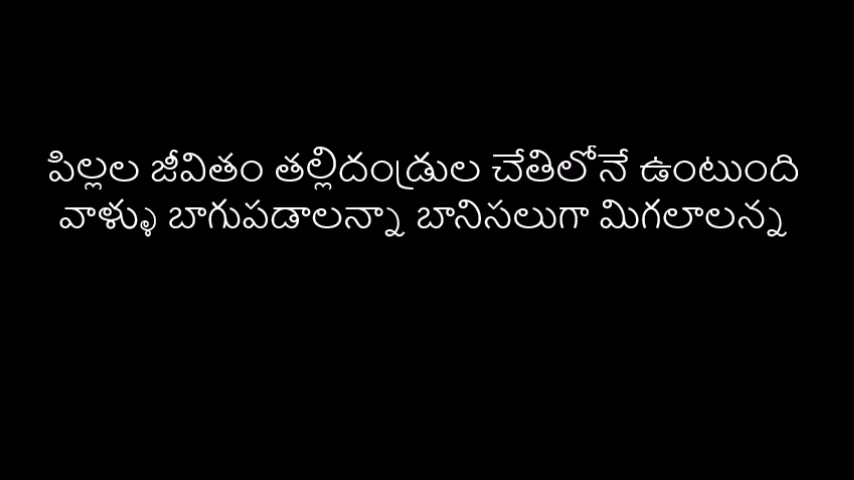 పిల్లల జీవితం తల్లిదండ్రుల చేతిలోనే ఉంటుంది
వాళ్ళు బాగుపడాలన్నా బానిసలుగా మిగలాలన్న